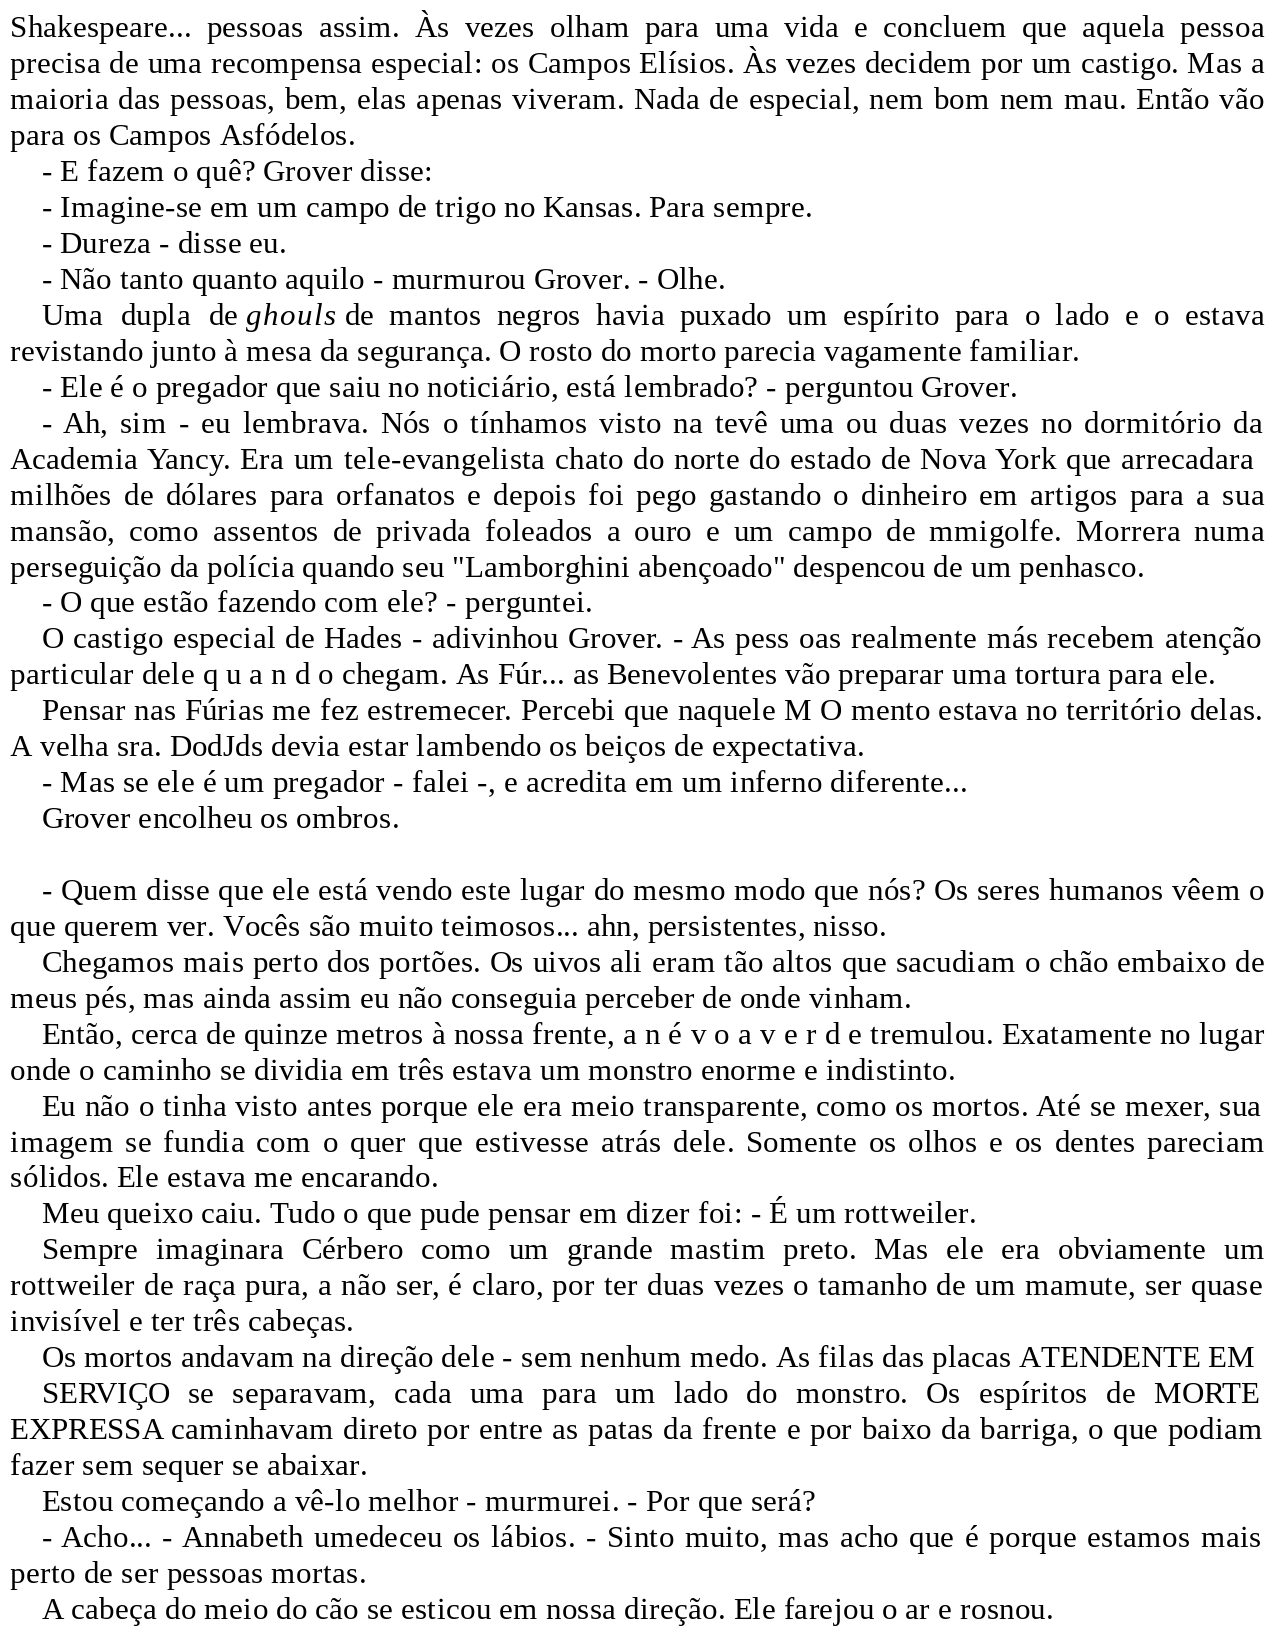 Shakespeare... pessoas assim. Às vezes olham para uma vida e concluem que aquela pessoa
precisa de uma recompensa especial: os Campos Elísios. Às vezes decidem por um castigo. Mas a
maioria das pessoas, bem, elas apenas viveram. Nada de especial, nem bom nem mau. Então vão
para os Campos Asfódelos.
- E fazem o quê? Grover disse:
- Imagine-se em um campo de trigo no Kansas. Para sempre.
- Dureza - disse eu.
- Não tanto quanto aquilo - murmurou Grover. - Olhe.
Uma dupla de ghouls de mantos negros havia puxado um espírito para o lado e o estava
revistando junto à mesa da segurança. O rosto do morto parecia vagamente familiar.
- Ele é o pregador que saiu no noticiário, está lembrado? - perguntou Grover.
- Ah, sim - eu lembrava. Nós o tínhamos visto na tevê uma ou duas vezes no dormitório da
Academia Yancy. Era um tele-evangelista chato do norte do estado de Nova York que arrecadara
milhões de dólares para orfanatos e depois foi pego gastando o dinheiro em artigos para a sua
mansão, como assentos de privada foleados a ouro e um campo de mmigolfe. Morrera numa
perseguição da polícia quando seu "Lamborghini abençoado" despencou de um penhasco.
- O que estão fazendo com ele? - perguntei.
O castigo especial de Hades - adivinhou Grover. - As pess oas realmente más recebem atenção
particular dele q u a n d o chegam. As Fúr... as Benevolentes vão preparar uma tortura para ele.
Pensar nas Fúrias me fez estremecer. Percebi que naquele M O mento estava no território delas.
A velha sra. DodJds devia estar lambendo os beiços de expectativa.
- Mas se ele é um pregador - falei -, e acredita em um inferno diferente...
Grover encolheu os ombros.
- Quem disse que ele está vendo este lugar do mesmo modo que nós? Os seres humanos vêem o
que querem ver. Vocês são muito teimosos... ahn, persistentes, nisso.
Chegamos mais perto dos portões. Os uivos ali eram tão altos que sacudiam o chão embaixo de
meus pés, mas ainda assim eu não conseguia perceber de onde vinham.
Então, cerca de quinze metros à nossa frente, a n é v o a v e r d e tremulou. Exatamente no lugar
onde o caminho se dividia em três estava um monstro enorme e indistinto.
Eu não o tinha visto antes porque ele era meio transparente, como os mortos. Até se mexer, sua
imagem se fundia com o quer que estivesse atrás dele. Somente os olhos e os dentes pareciam
sólidos. Ele estava me encarando.
Meu queixo caiu. Tudo o que pude pensar em dizer foi: - É um rottweiler.
Sempre imaginara Cérbero como um grande mastim preto. Mas ele era obviamente um
rottweiler de raça pura, a não ser, é claro, por ter duas vezes o tamanho de um mamute, ser quase
invisível e ter três cabeças.
Os mortos andavam na direção dele - sem nenhum medo. As filas das placas ATENDENTE EM
SERVIÇO se separavam, cada uma para um lado do monstro. Os espíritos de MORTE
EXPRESSA caminhavam direto por entre as patas da frente e por baixo da barriga, o que podiam
fazer sem sequer se abaixar.
Estou começando a vê-lo melhor - murmurei. - Por que será?
- Acho... - Annabeth umedeceu os lábios. - Sinto muito, mas acho que é porque estamos mais
perto de ser pessoas mortas.
A cabeça do meio do cão se esticou em nossa direção. Ele farejou o ar e rosnou.